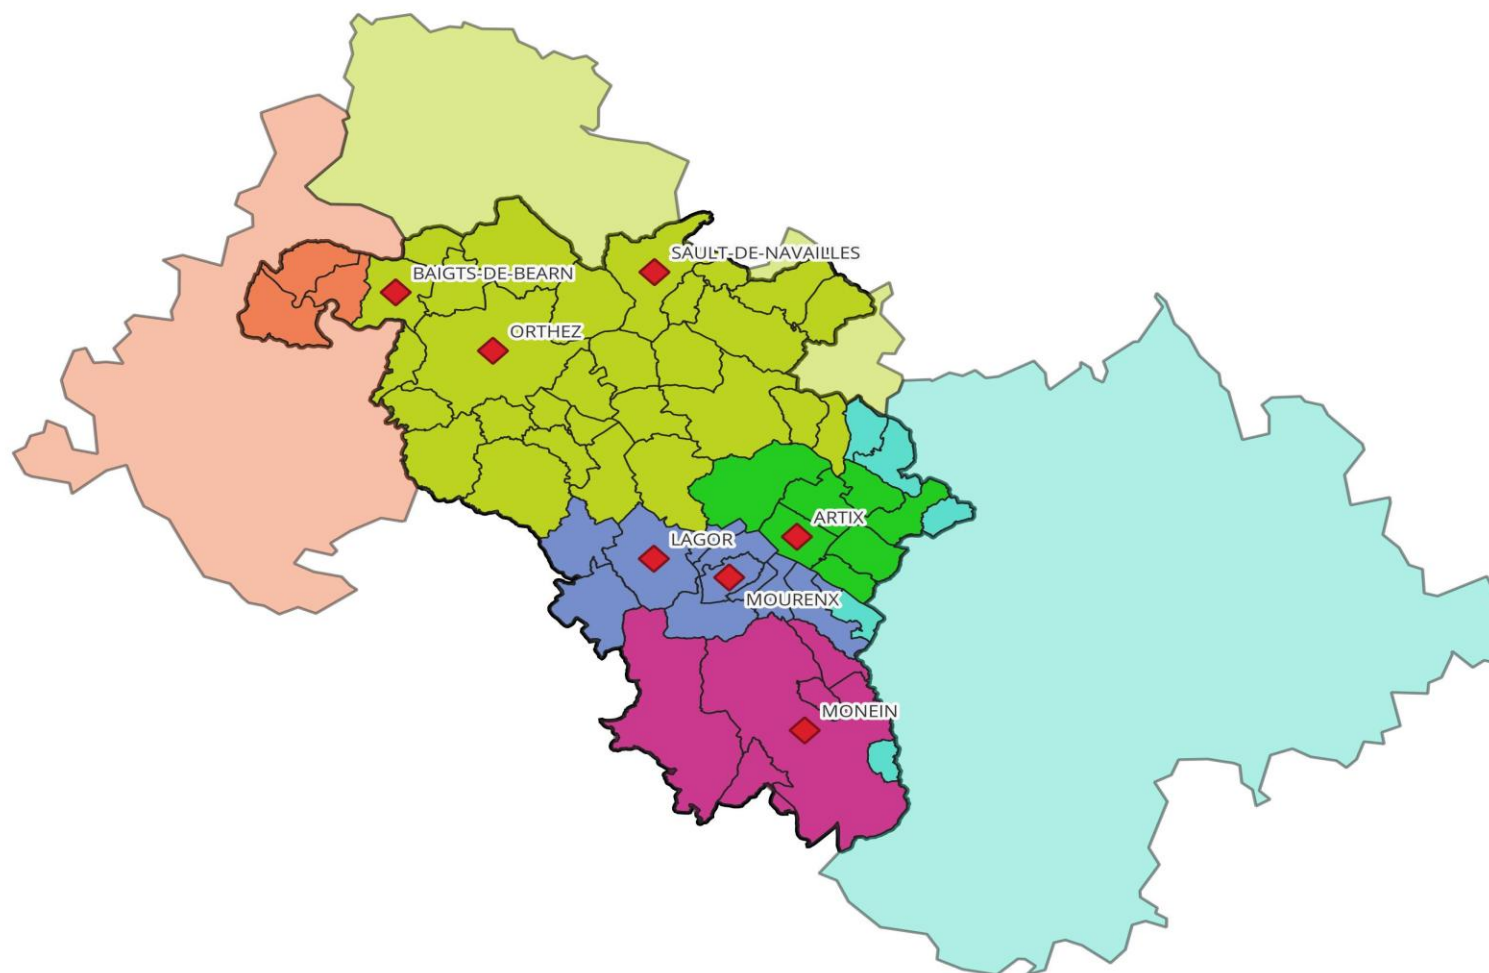 SAULT-DE-NAVAILLES
BAIGTS-DE-BEARN
ORTHEZ
ARTIX
LAGOR
MOURENX
MONEIN